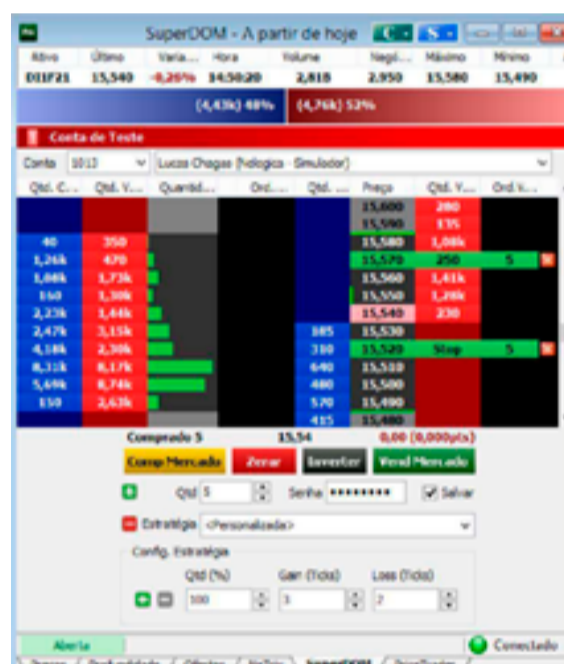 SuperDOM - A partir de hoje
Ativo Último Varia... Hora Volume Negó... Máximo Mínimo
DI1F21 15,540 -0,26% 14:50:20 2,818 2.950 15,580 15,490
(4,43k) 48% (4,76k) 52%
Conta de Teste
Conta 1013 Lucas Chagas (Nelogica - Simulador)
Qtd. C... Qtd. V... Quantid... Ord.... Qtd. ... Preço Qtd. V... Ord.V...
15,600 280
15,590 135
40 350 15,580 1,08k
1,26k 470 15,570 250 5
1,08k 1,73k 15,560 1,41k
160 1,30k 15,550 1,28k
2,23k 1,44k 15,540 230
2,47k 3,15k 185 15,530
4,18k 2,30k 310 15,520 Stop 5
8,31k 8,17k 640 15,510
5,69k 8,74k 480 15,500
150 2,63k 570 15,490
415 15,480
Comprado 5 15,54 0,00 (0,000pts)
Comp Mercado Zerar Inverter Vend Mercado
Qtd 5 Senha Salvar
Estratégia <Personalizada>
Config. Estratégia
Qtd (%) Gain (Ticks) Loss (Ticks)
100 3 2
Aberta Conectado
SuperDOM